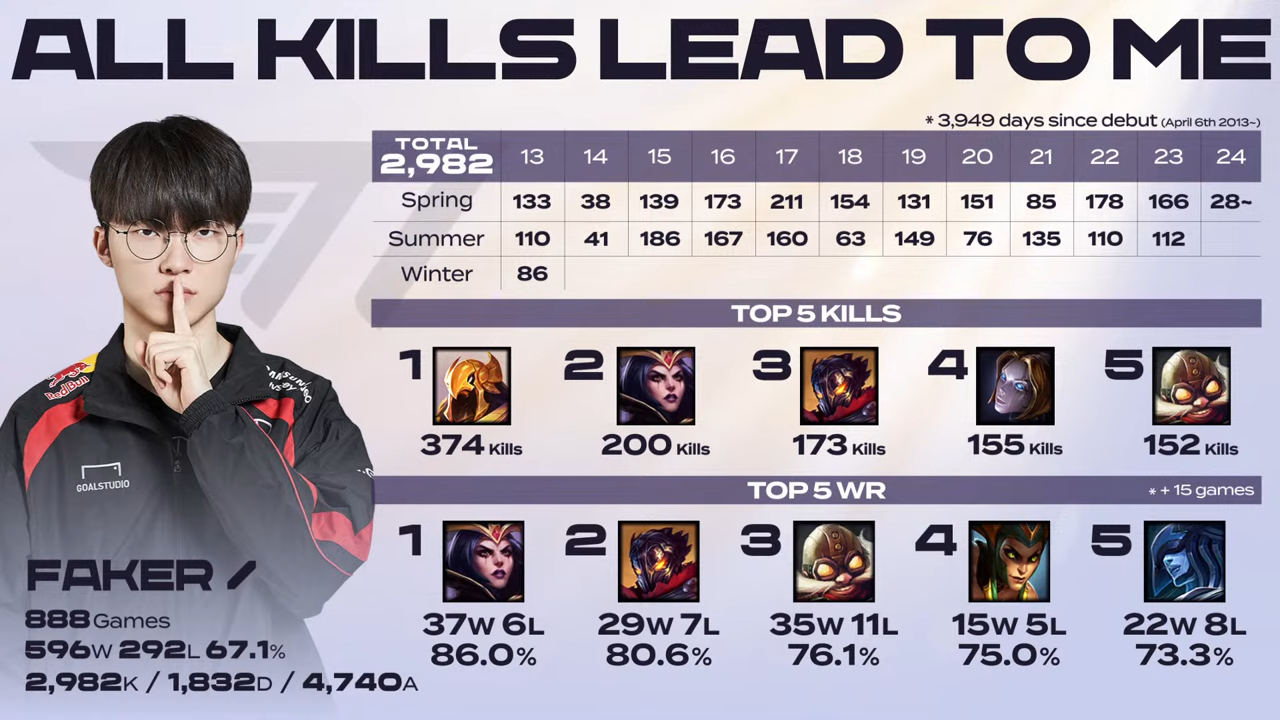 ALL KILLS LEAD TO ME
* 3,949 days since debut (April 6th 2013~)
TOTAL 2,982 13 14 15 16 17 18 19 20 21 22 23 24
Spring 133 38 139 173 211 154 131 151 85 178 166 28~
Summer 110 41 186 167 160 63 149 76 135 110 112
Winter 86
TOP 5 KILLS
1 2 3 4 5
374 Kills 200 Kills 173 Kills 155 Kills 152 Kills
TOP 5 WR * + 15 games
1 2 3 4 5
37W 6L 29W 7L 35W 11L 15W 5L 22W 8L
86.0% 80.6% 76.1% 75.0% 73.3%
Red Bull
GOALSTUDIO
FAKER /
888 Games
596W 292L 67.1%
2,982K / 1,832D / 4,740A